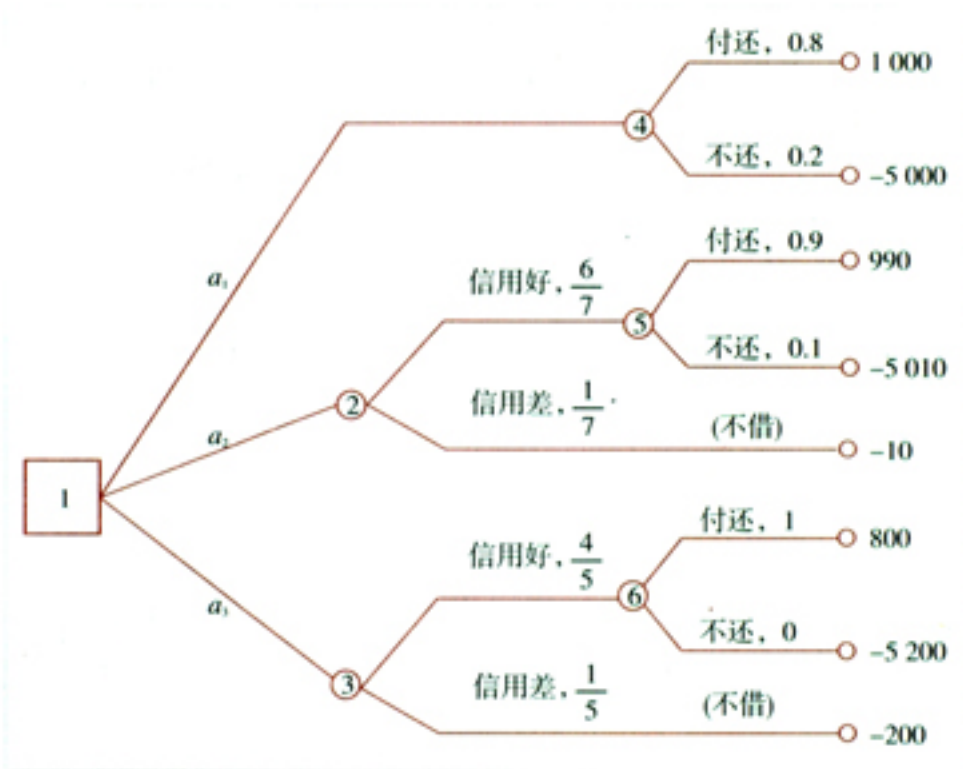 付还，0.8
1 000
④
不还，0.2
-5 000
a₁
付还，0.9
990
信用好，6/7
⑤
不还，0.1
-5 010
②
信用差，1/7
(不借)
-10
a₂
1
付还，1
800
信用好，4/5
⑥
不还，0
-5 200
a₃
③
信用差，1/5
(不借)
-200